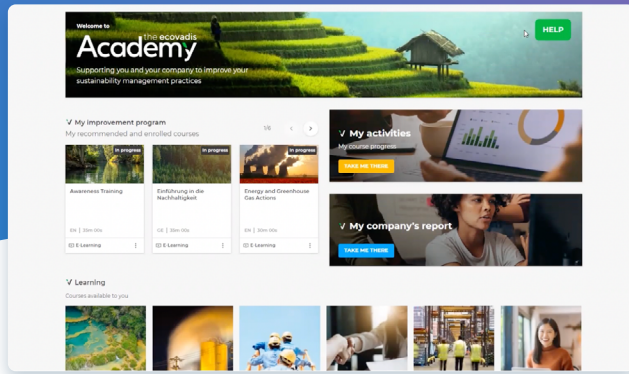 Welcome to
the ecovadis
Academy
Supporting you and your company to improve your
sustainability management practices
HELP
My improvement program
My recommended and enrolled courses
1/8
In progress
In progress
In progress
Awareness Training
Einführung in die
Nachhaltigkeit
Energy and Greenhouse
Gas Actions
E-Learning
E-Learning
E-Learning
My activities
My course progress
TAKE ME THERE
My company's report
TAKE ME THERE
Learning
Courses available to you